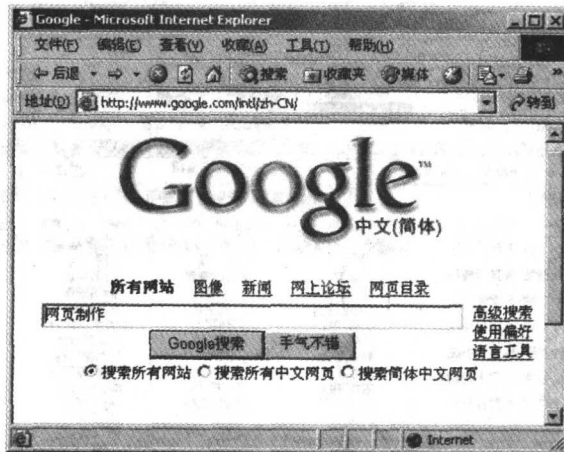 Google - Microsoft Internet Explorer
文件(F) 编辑(E) 查看(V) 收藏(A) 工具(T) 帮助(H)
后退 搜索 收藏夹 媒体 »
地址(D) http://www.google.com/intl/zh-CN/ 转到
Google™
中文(简体)
所有网站 图像 新闻 网上论坛 网页目录
网页制作 高级搜索
Google搜索 手气不错 使用偏好
语言工具
搜索所有网站 搜索所有中文网页 搜索简体中文网页
Internet